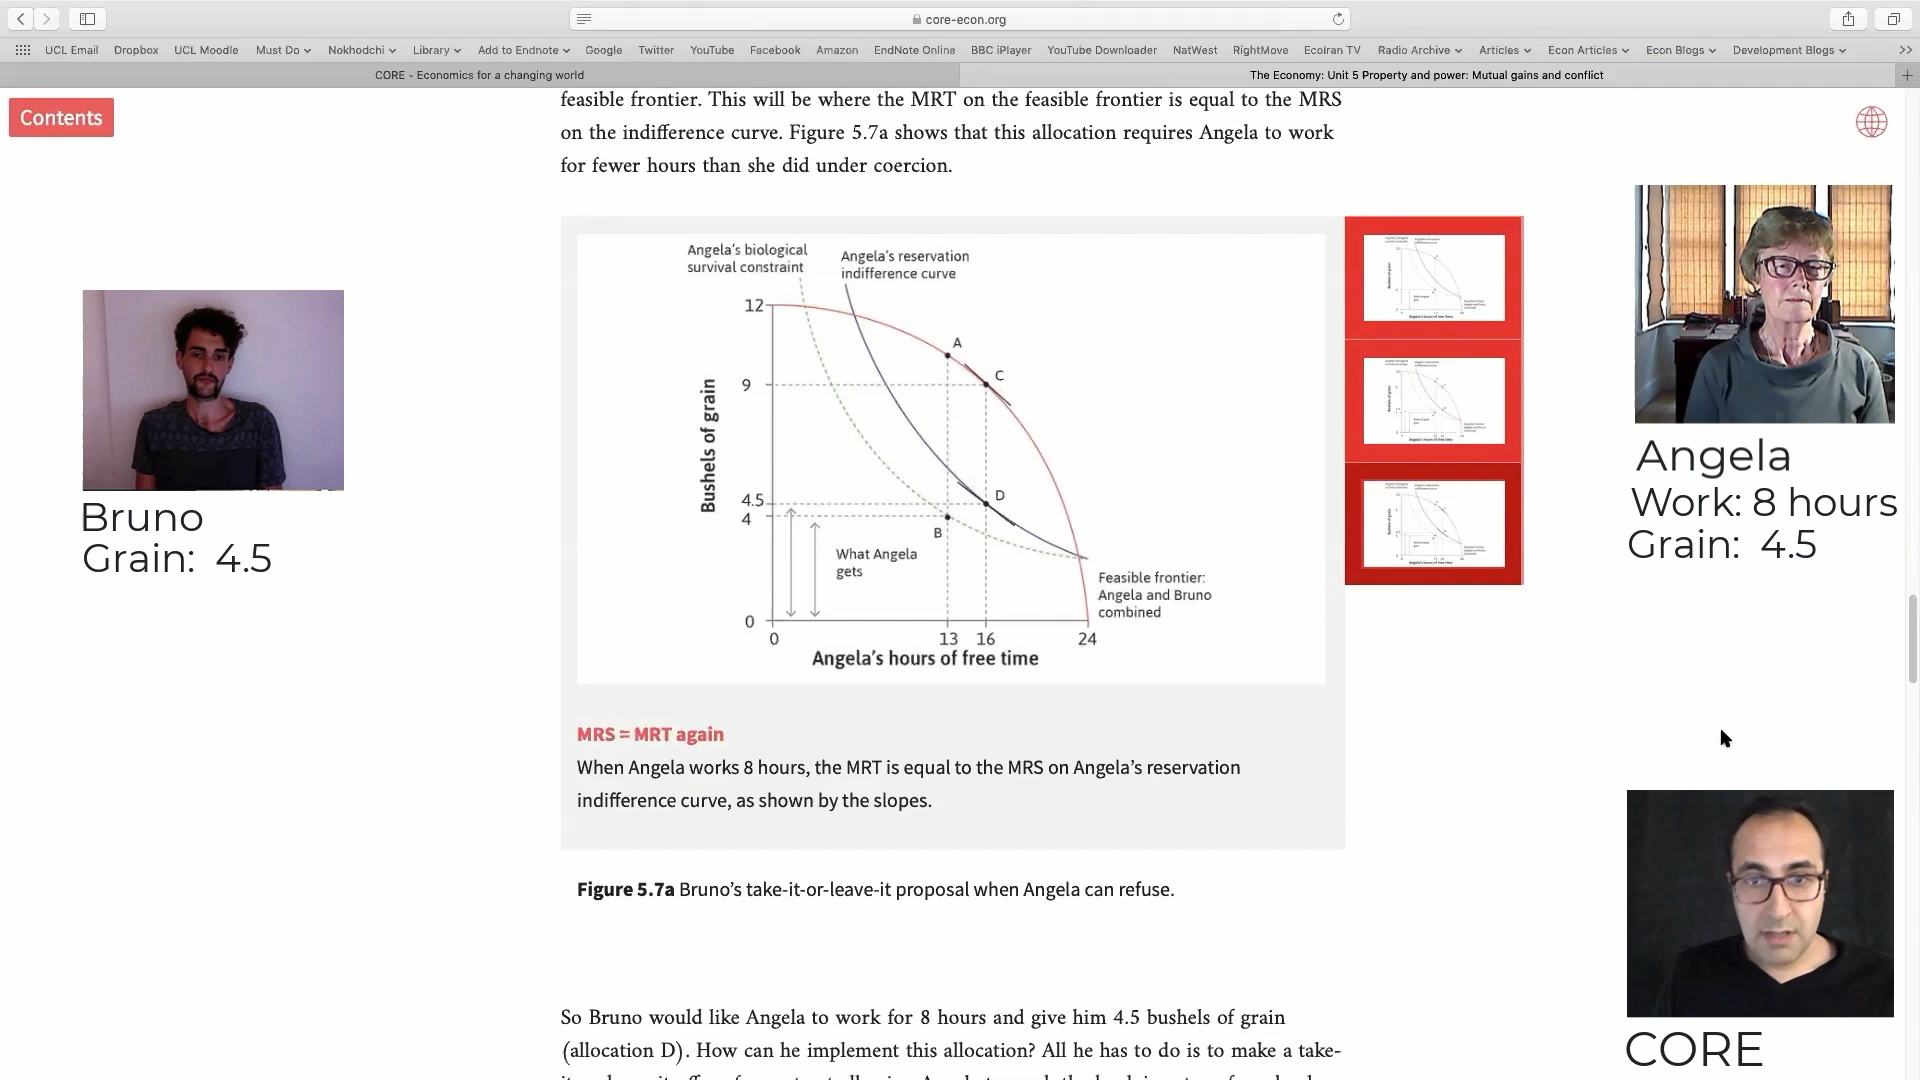 core-econ.org
UCL Email Dropbox UCL Moodle Must Do Nokhodchi Library Add to Endnote Google Twitter YouTube Facebook Amazon EndNote Online BBC iPlayer YouTube Downloader NatWest RightMove EcoIran TV Radio Archive Articles Econ Articles Econ Blogs Development Blogs >>
CORE - Economics for a changing world
The Economy: Unit 5 Property and power: Mutual gains and conflict
Contents
feasible frontier. This will be where the MRT on the feasible frontier is equal to the MRS
on the indifference curve. Figure 5.7a shows that this allocation requires Angela to work
for fewer hours than she did under coercion.
Angela's biological
survival constraint
Angela's reservation
indifference curve
12
9
4.5
4
0
Bushels of grain
A
C
D
B
What Angela
gets
Feasible frontier:
Angela and Bruno
combined
0 13 16 24
Angela's hours of free time
Bruno
Grain: 4.5
Angela
Work: 8 hours
Grain: 4.5
MRS = MRT again
When Angela works 8 hours, the MRT is equal to the MRS on Angela's reservation
indifference curve, as shown by the slopes.
Figure 5.7a Bruno's take-it-or-leave-it proposal when Angela can refuse.
So Bruno would like Angela to work for 8 hours and give him 4.5 bushels of grain
(allocation D). How can he implement this allocation? All he has to do is to make a take-
CORE